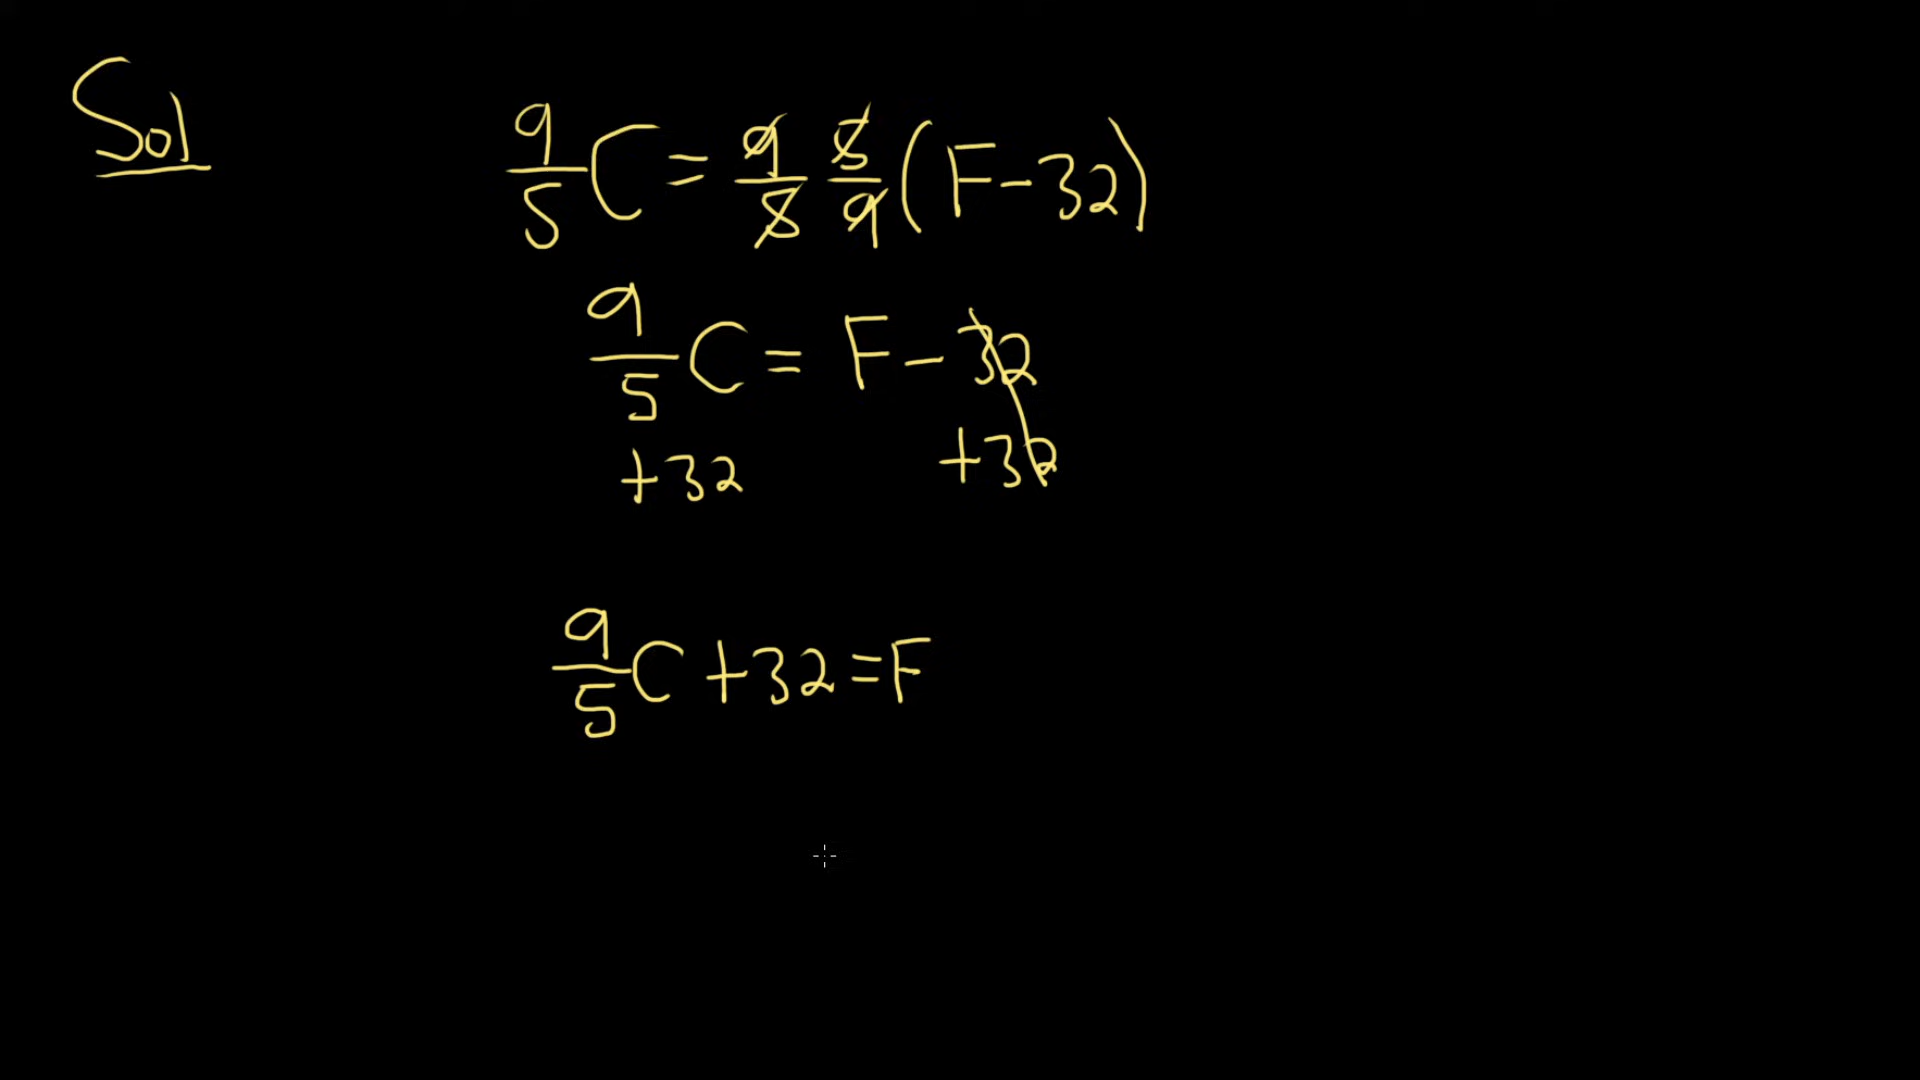 Sol
9/5 C = 9/5 5/9 (F - 32)
9/5 C = F - 32
+32 +32
9/5 C + 32 = F